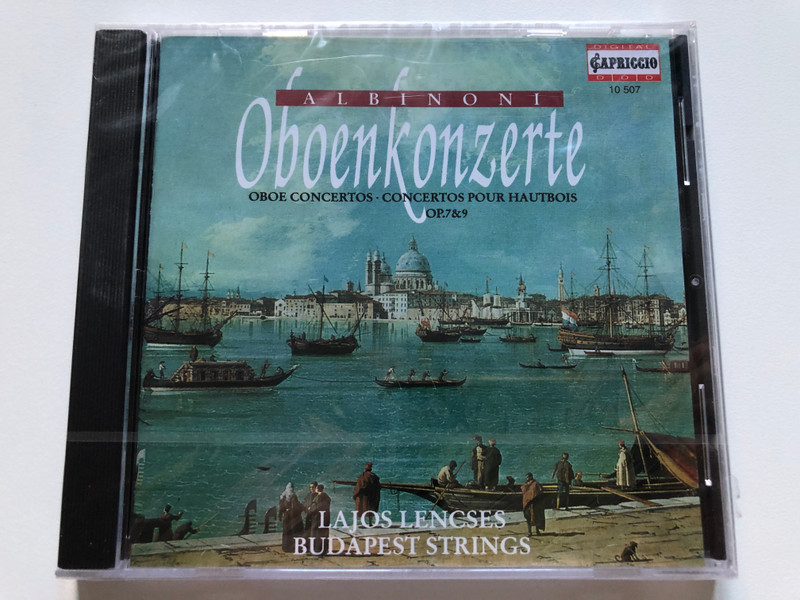 DIGITAL
CAPRICCIO
DDD
10 507
ALBINONI
Oboenkonzerte
OBOE CONCERTOS · CONCERTOS POUR HAUTBOIS
OP.7&9
LAJOS LENCSES
BUDAPEST STRINGS